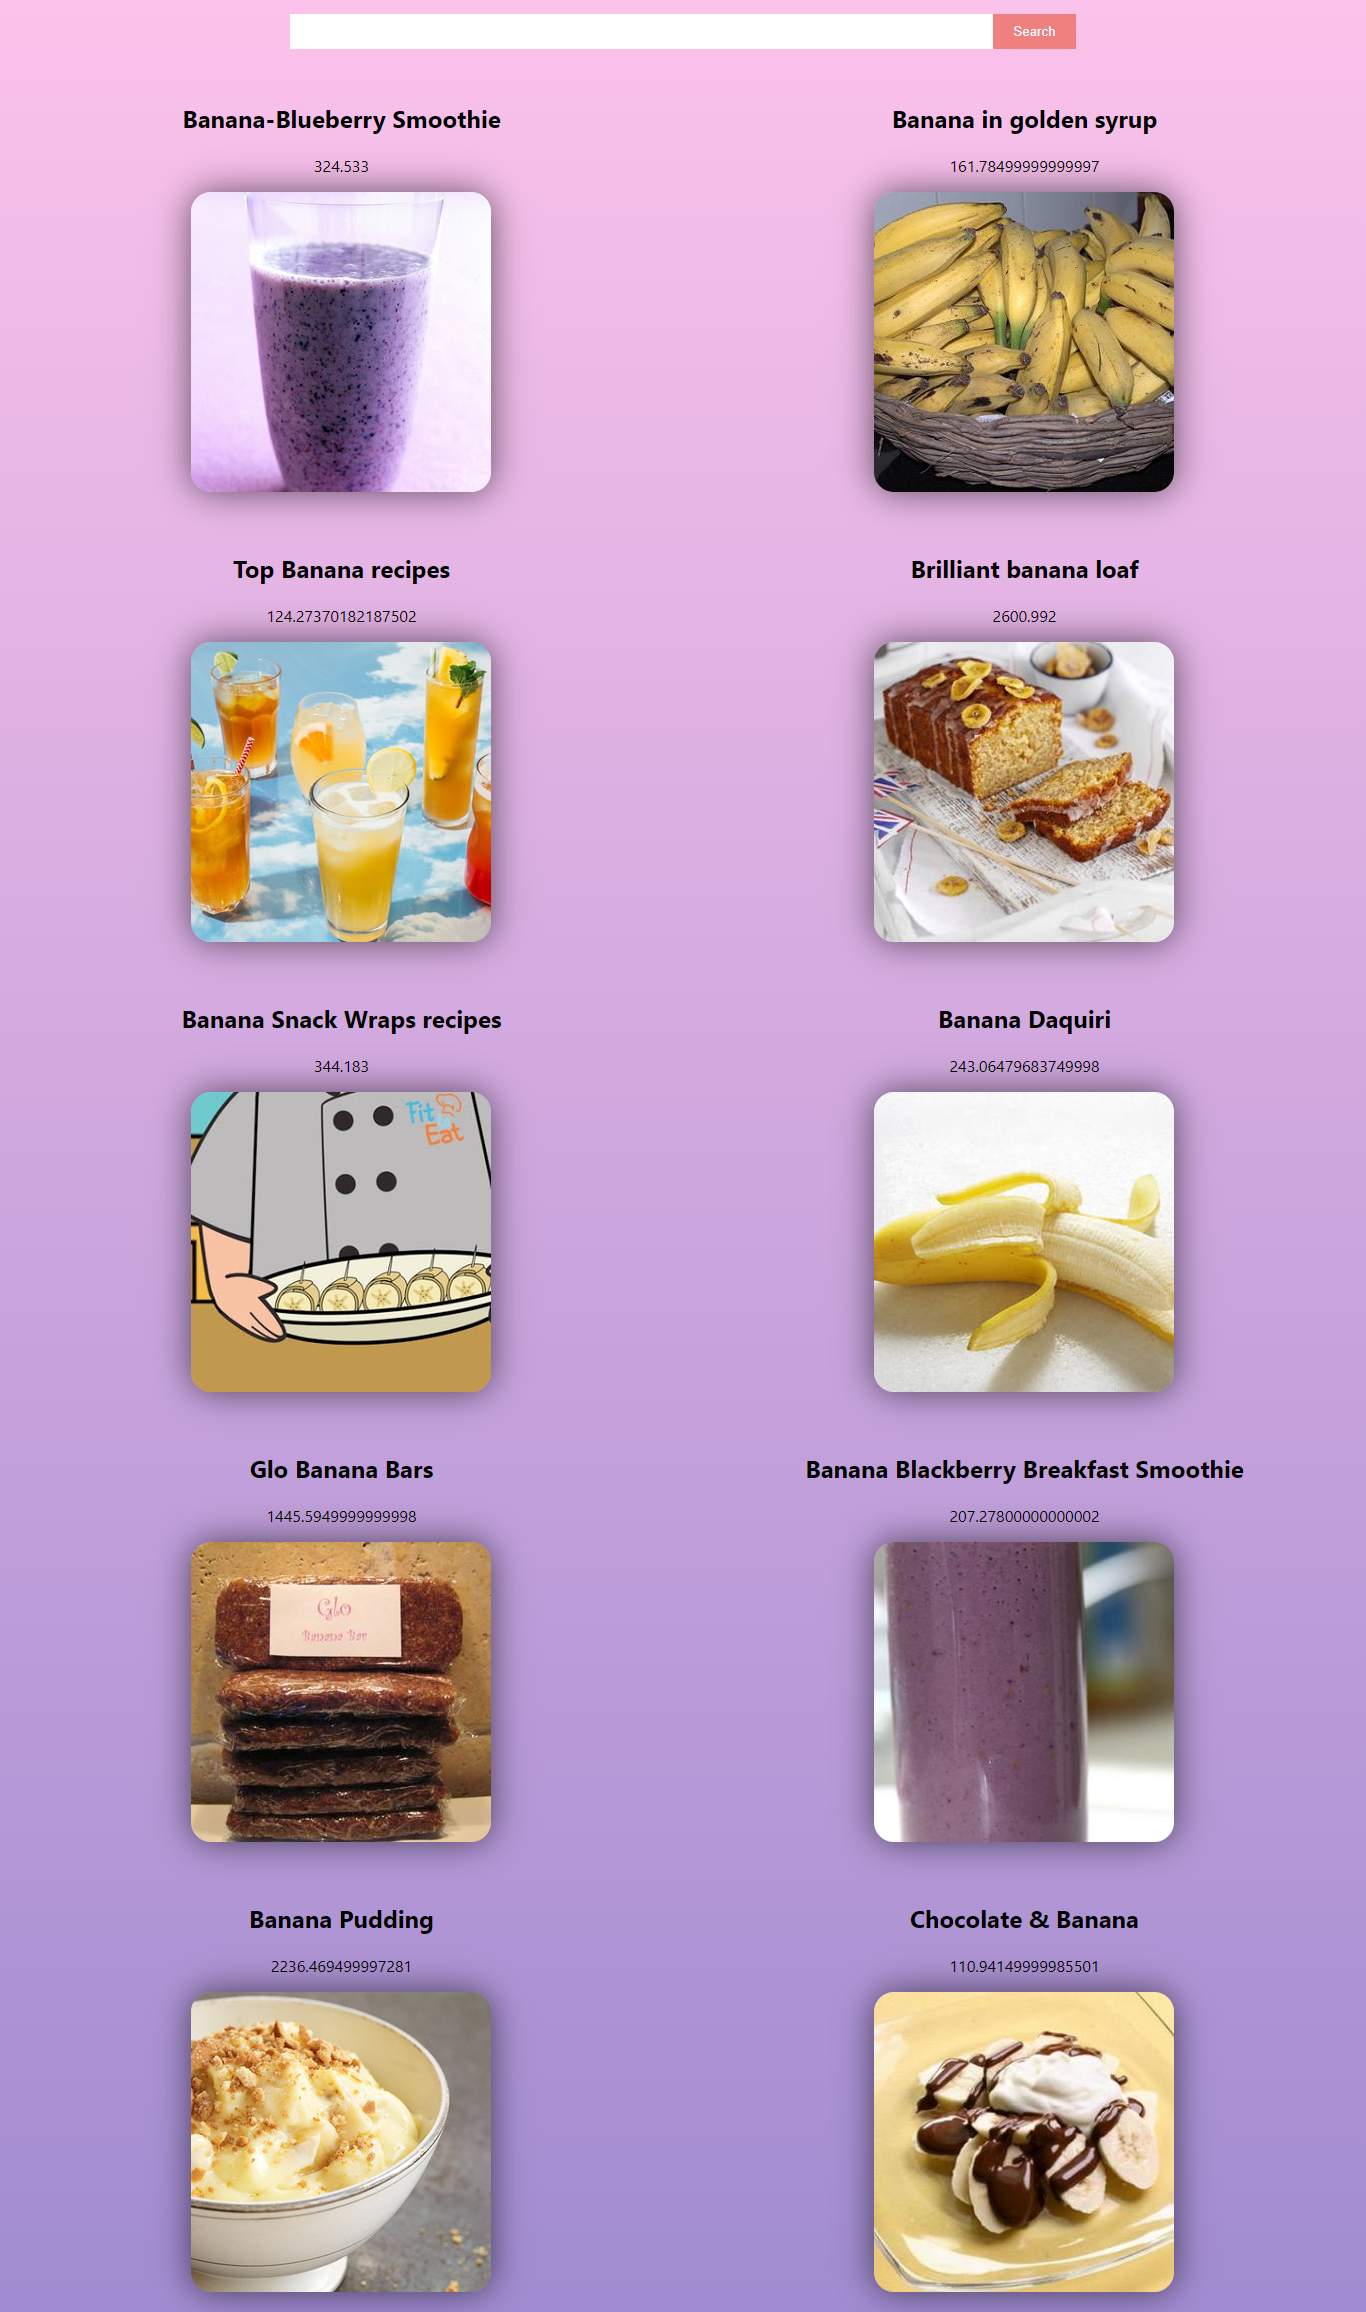 Search
Banana-Blueberry Smoothie
324.533
Banana in golden syrup
161.78499999999997
Top Banana recipes
124.27370182187502
Brilliant banana loaf
2600.992
Banana Snack Wraps recipes
344.183
Fit
to
Eat
Banana Daquiri
243.06479683749998
Glo Banana Bars
1445.5949999999998
Glo
Banana Bar
Banana Blackberry Breakfast Smoothie
207.27800000000002
Banana Pudding
2236.469499997281
Chocolate & Banana
110.94149999985501